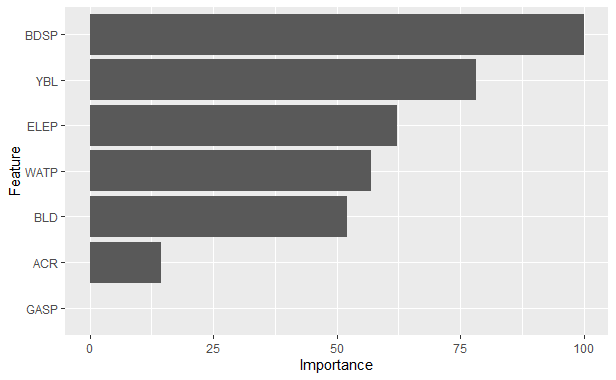 BDSP
YBL
ELEP
WATP
BLD
ACR
GASP
Feature
0 25 50 75 100
Importance